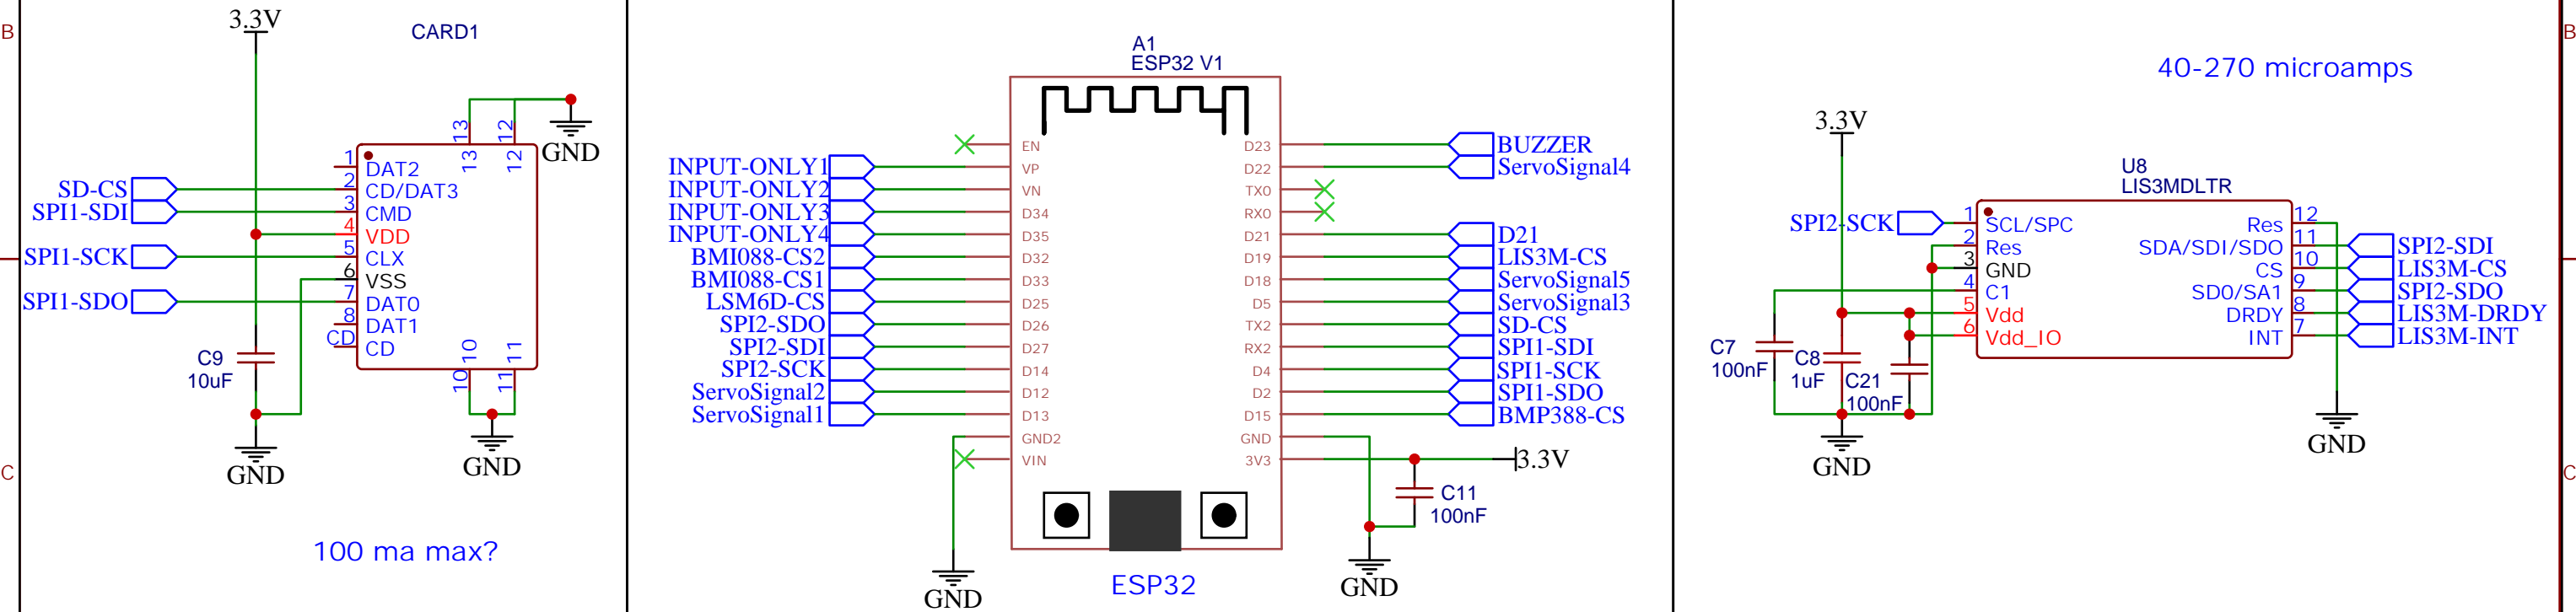 B
3.3V
CARD1
13
12
13
12
GND
1
DAT2
SD-CS
2
CD/DAT3
SPI1-SDI
3
CMD
4
VDD
SPI1-SCK
5
CLX
6
VSS
SPI1-SDO
7
DAT0
8
DAT1
CD
CD
C9
10uF
10
11
10
11
GND
GND
100 ma max?
C
A1
ESP32 V1
EN
INPUT-ONLY1
VP
INPUT-ONLY2
VN
INPUT-ONLY3
D34
INPUT-ONLY4
D35
BMI088-CS2
D32
BMI088-CS1
D33
LSM6D-CS
D25
SPI2-SDO
D26
SPI2-SDI
D27
SPI2-SCK
D14
ServoSignal2
D12
ServoSignal1
D13
GND2
VIN
GND
D23
BUZZER
D22
ServoSignal4
TX0
RX0
D21
D21
D19
LIS3M-CS
D18
ServoSignal5
D5
ServoSignal3
TX2
SD-CS
RX2
SPI1-SDI
D4
SPI1-SCK
D2
SPI1-SDO
D15
BMP388-CS
GND
3V3
3.3V
C11
100nF
GND
ESP32
40-270 microamps
3.3V
U8
LIS3MDLTR
SPI2-SCK
1
SCL/SPC
2
Res
3
GND
4
C1
5
Vdd
6
Vdd_IO
Res
12
SDA/SDI/SDO
11
SPI2-SDI
CS
10
LIS3M-CS
SD0/SA1
9
SPI2-SDO
DRDY
8
LIS3M-DRDY
INT
7
LIS3M-INT
C7
100nF
C8
1uF
C21
100nF
GND
GND
B
C